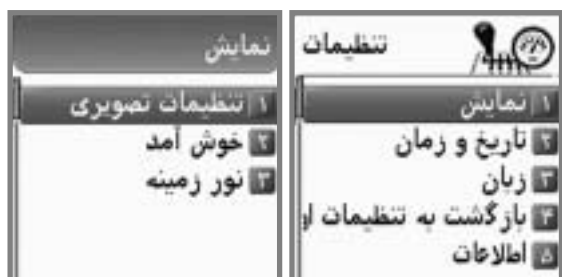 تنظیمات
۱ نمایش
۲ تاریخ و زمان
۳ زبان
۴ بازگشت به تنظیمات او
۵ اطلاعات
نمایش
۱ تنظیمات تصویری
۲ خوش آمد
۳ نور زمینه